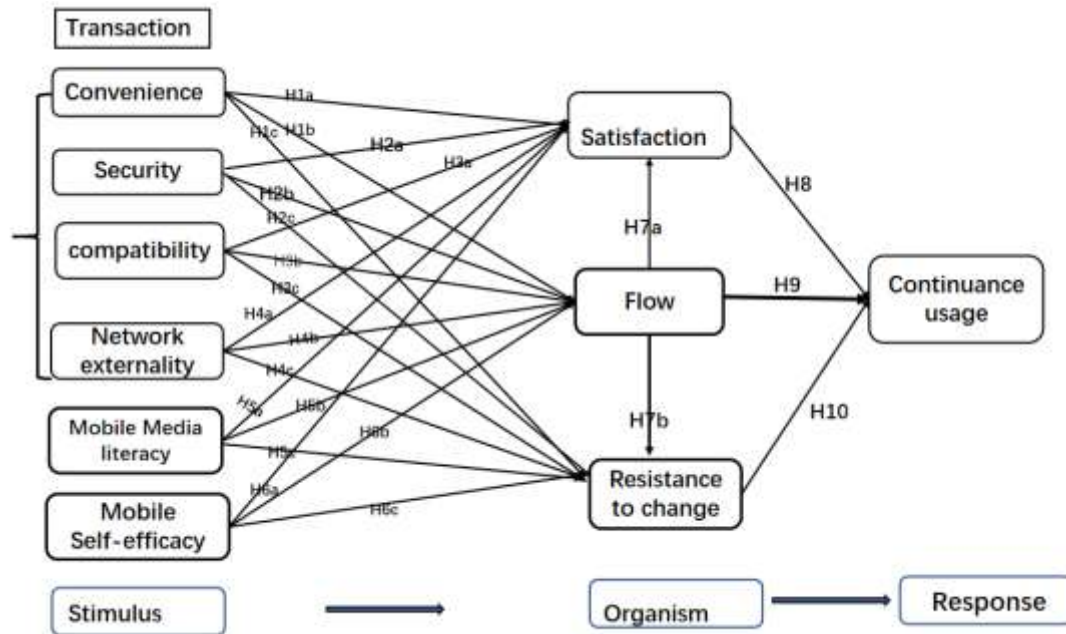 Transaction
Convenience
Security
compatibility
Network
externality
Mobile Media
literacy
Mobile
Self-efficacy
H1a
H1b
H1c
H2a
H2b
H2c
H3a
H3b
H3c
H4a
H4b
H4c
H5a
H5b
H6b
H6a
H6c
Satisfaction
H7a
Flow
H7b
Resistance
to change
H8
H9
H10
Continuance
usage
Stimulus
Organism
Response